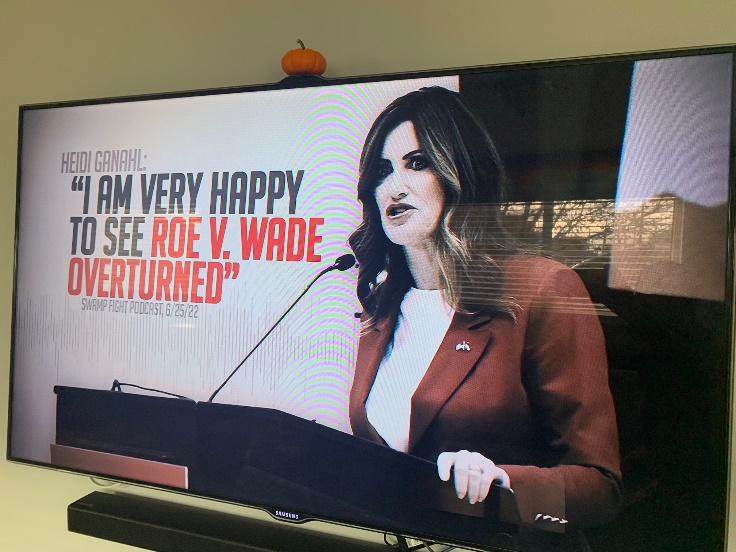 HEIDI GANAHL:
"I AM VERY HAPPY
TO SEE ROE V. WADE
OVERTURNED"
SWAMP FIGHT PODCAST, 6/25/22
SAMSUNG